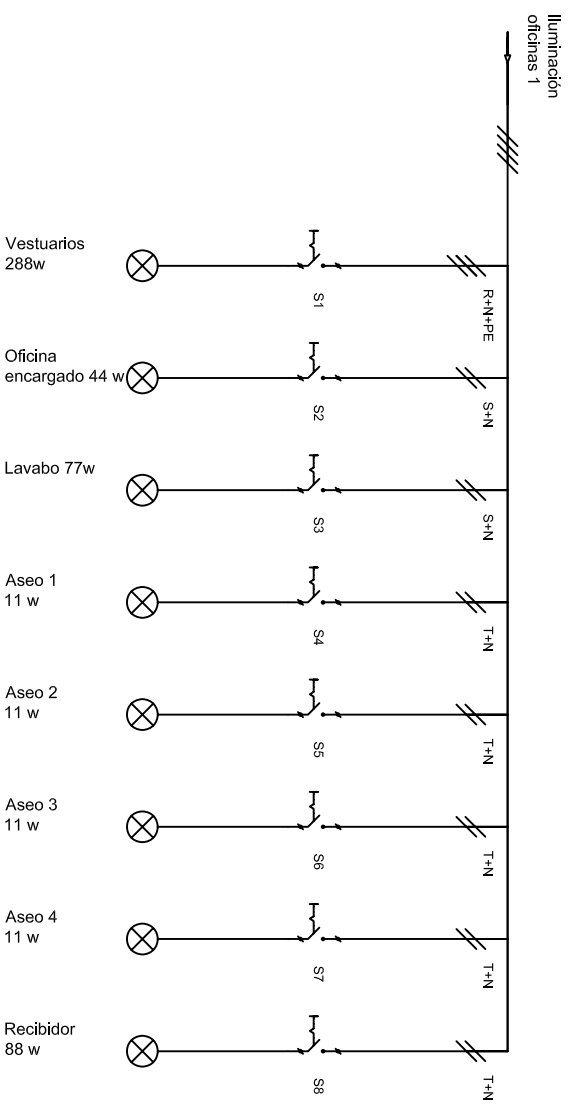 Iluminación
oficinas 1
Vestuarios
288w
S1
R+N+PE
Oficina
encargado 44 w
S2
S+N
Lavabo 77w
S3
S+N
Aseo 1
11 w
S4
T+N
Aseo 2
11 w
S5
T+N
Aseo 3
11 w
S6
T+N
Aseo 4
11 w
S7
T+N
Recibidor
88 w
S8
T+N